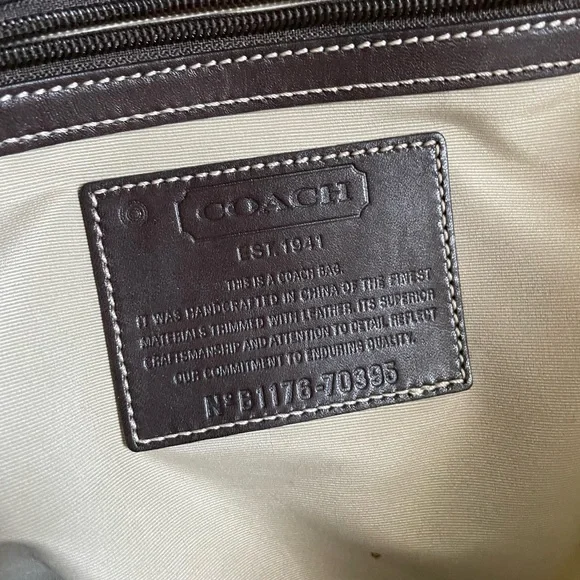 ©
COACH
EST. 1941
THIS IS A COACH BAG.
IT WAS HANDCRAFTED IN CHINA OF THE FINEST
MATERIALS TRIMMED WITH LEATHER. ITS SUPERIOR
CRAFTSMANSHIP AND ATTENTION TO DETAIL REFLECT
OUR COMMITMENT TO ENDURING QUALITY.
Nº B1176-70395